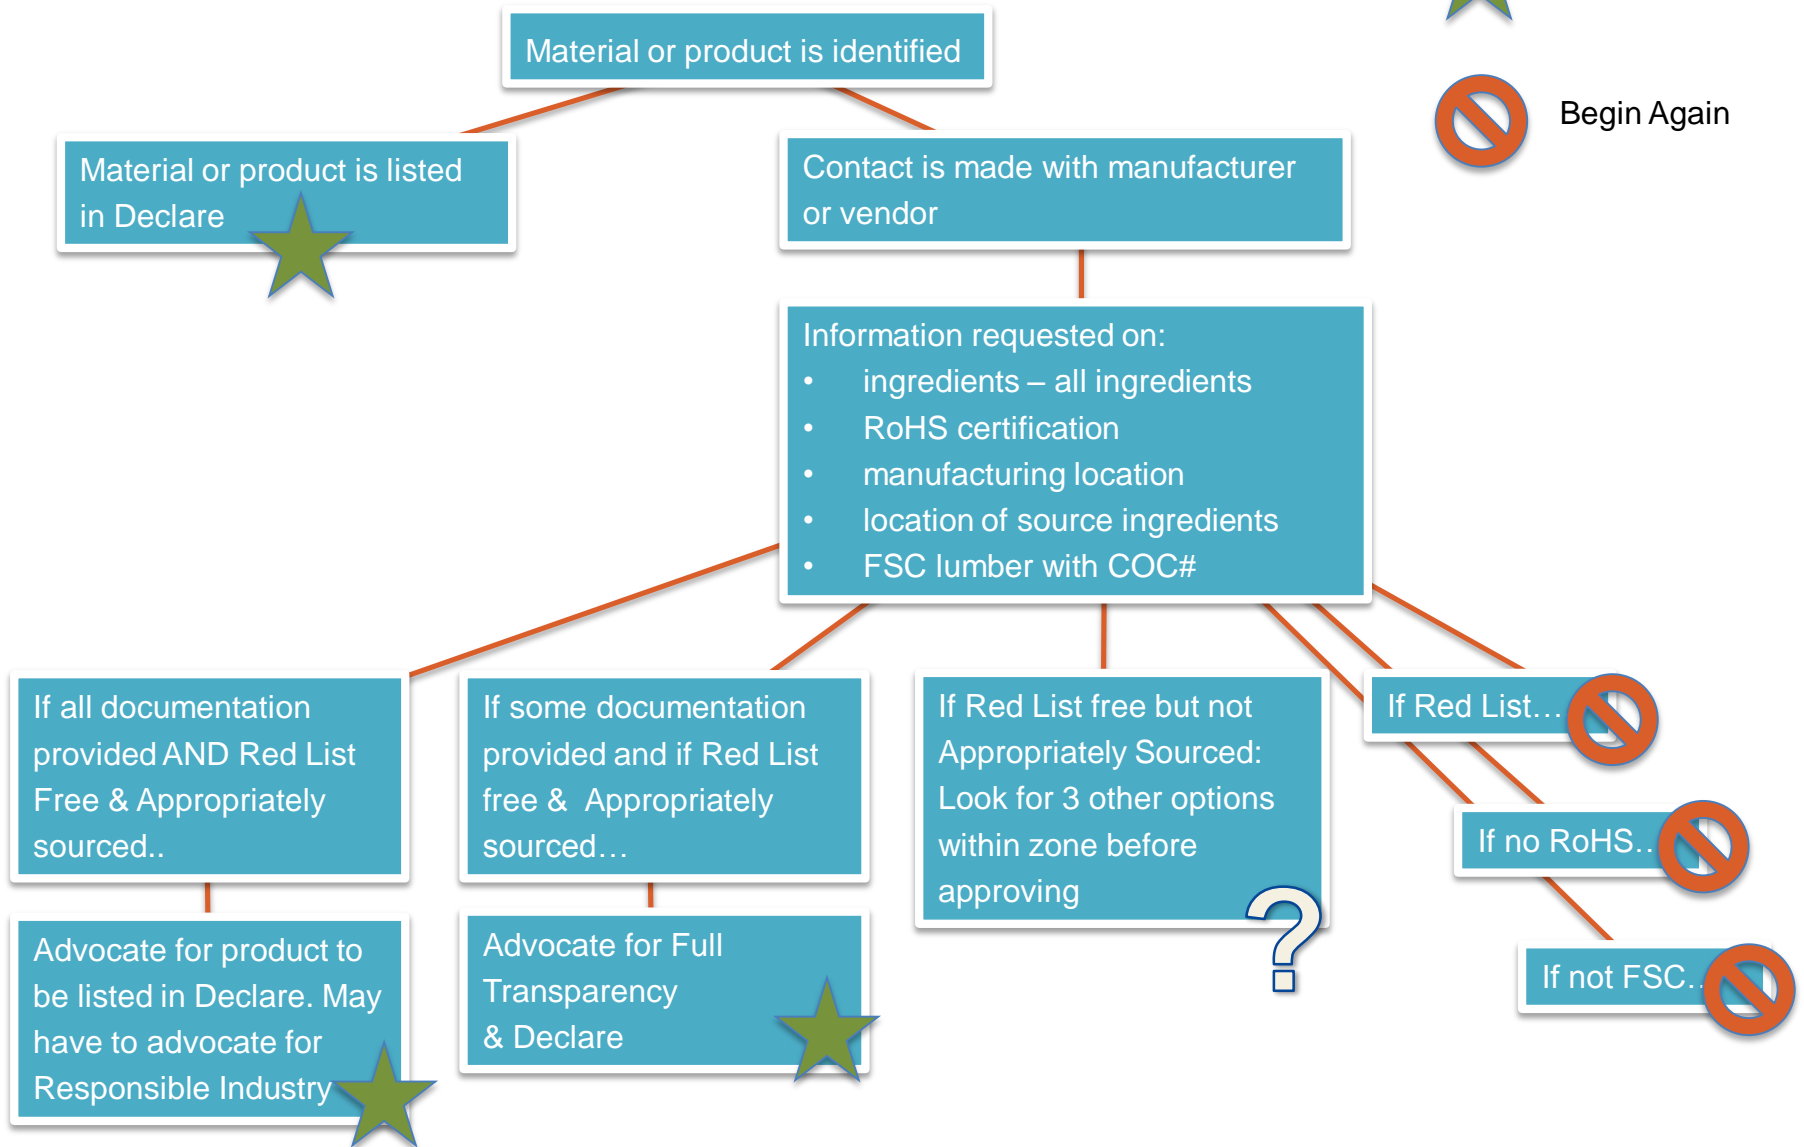 Material or product is identified
Begin Again
Material or product is listed
in Declare
Contact is made with manufacturer
or vendor
Information requested on:
• ingredients – all ingredients
• RoHS certification
• manufacturing location
• location of source ingredients
• FSC lumber with COC#
If all documentation
provided AND Red List
Free & Appropriately
sourced..
If some documentation
provided and if Red List
free & Appropriately
sourced…
If Red List free but not
Appropriately Sourced:
Look for 3 other options
within zone before
approving
?
If Red List…
If no RoHS…
If not FSC…
Advocate for product to
be listed in Declare. May
have to advocate for
Responsible Industry
Advocate for Full
Transparency
& Declare